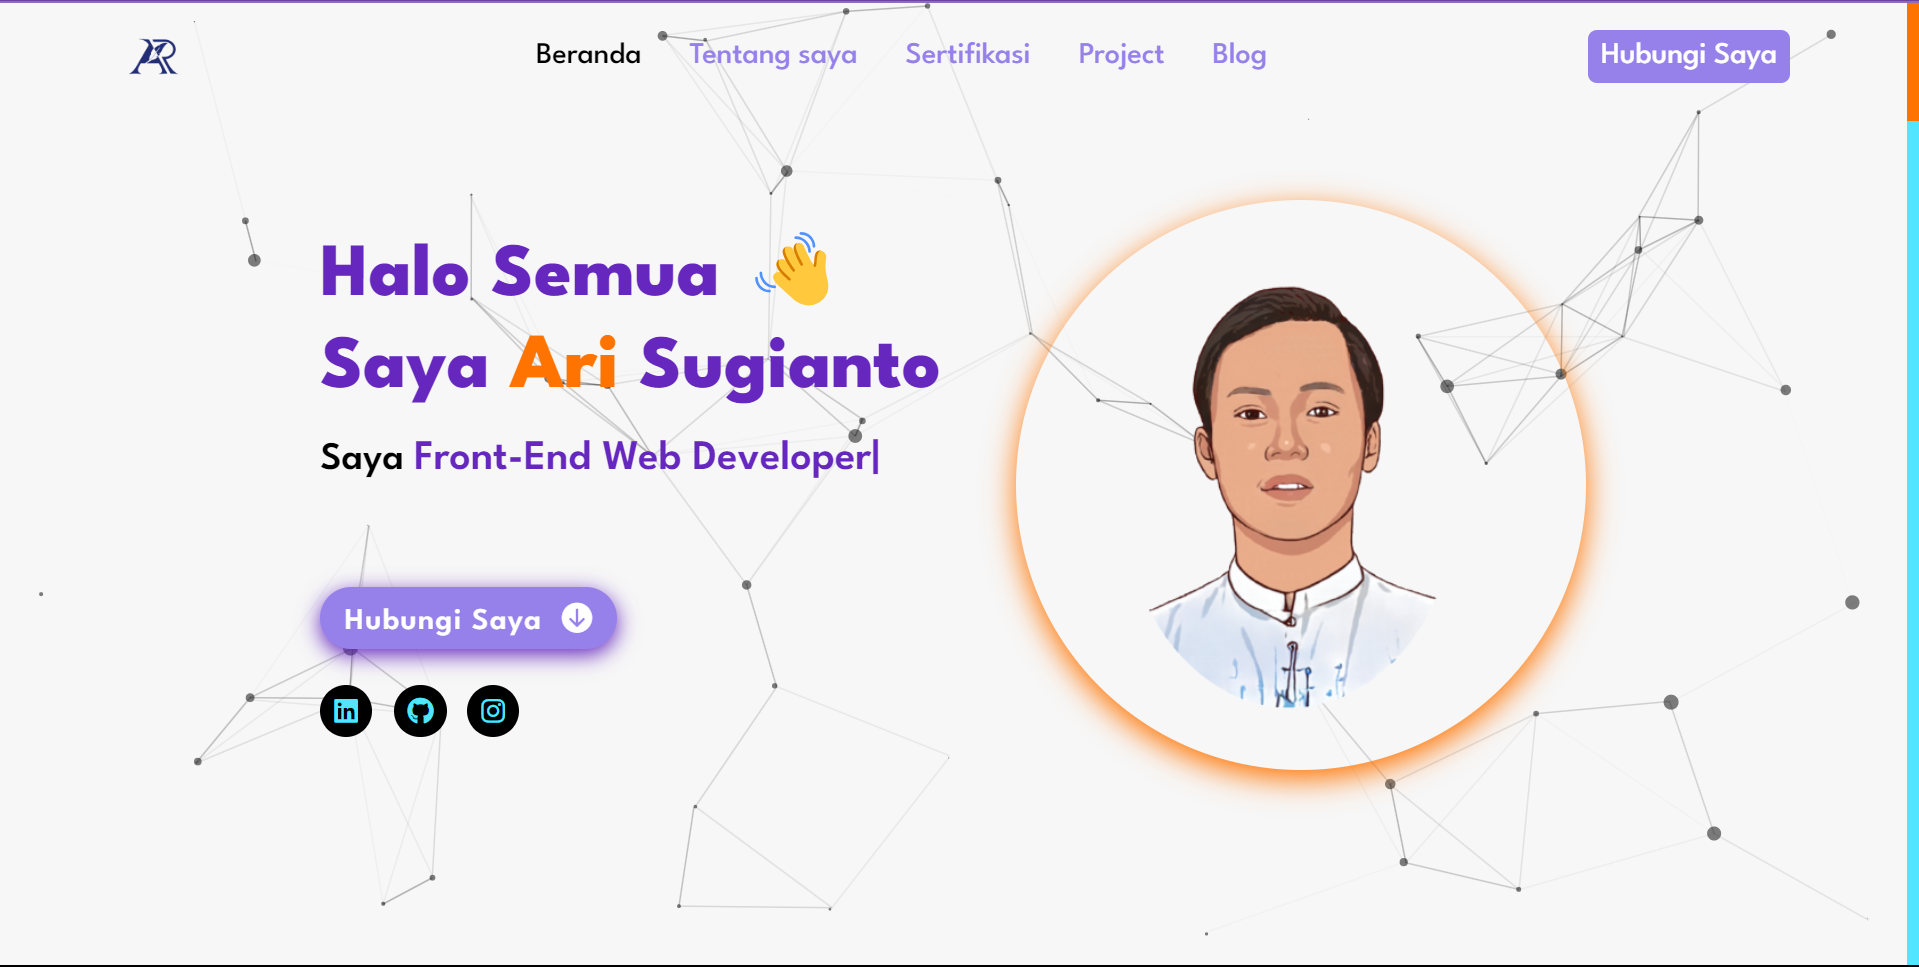 AR
Beranda Tentang saya Sertifikasi Project Blog Hubungi Saya
Halo Semua 👋
Saya Ari Sugianto
Saya Front-End Web Developer|
Hubungi Saya
in